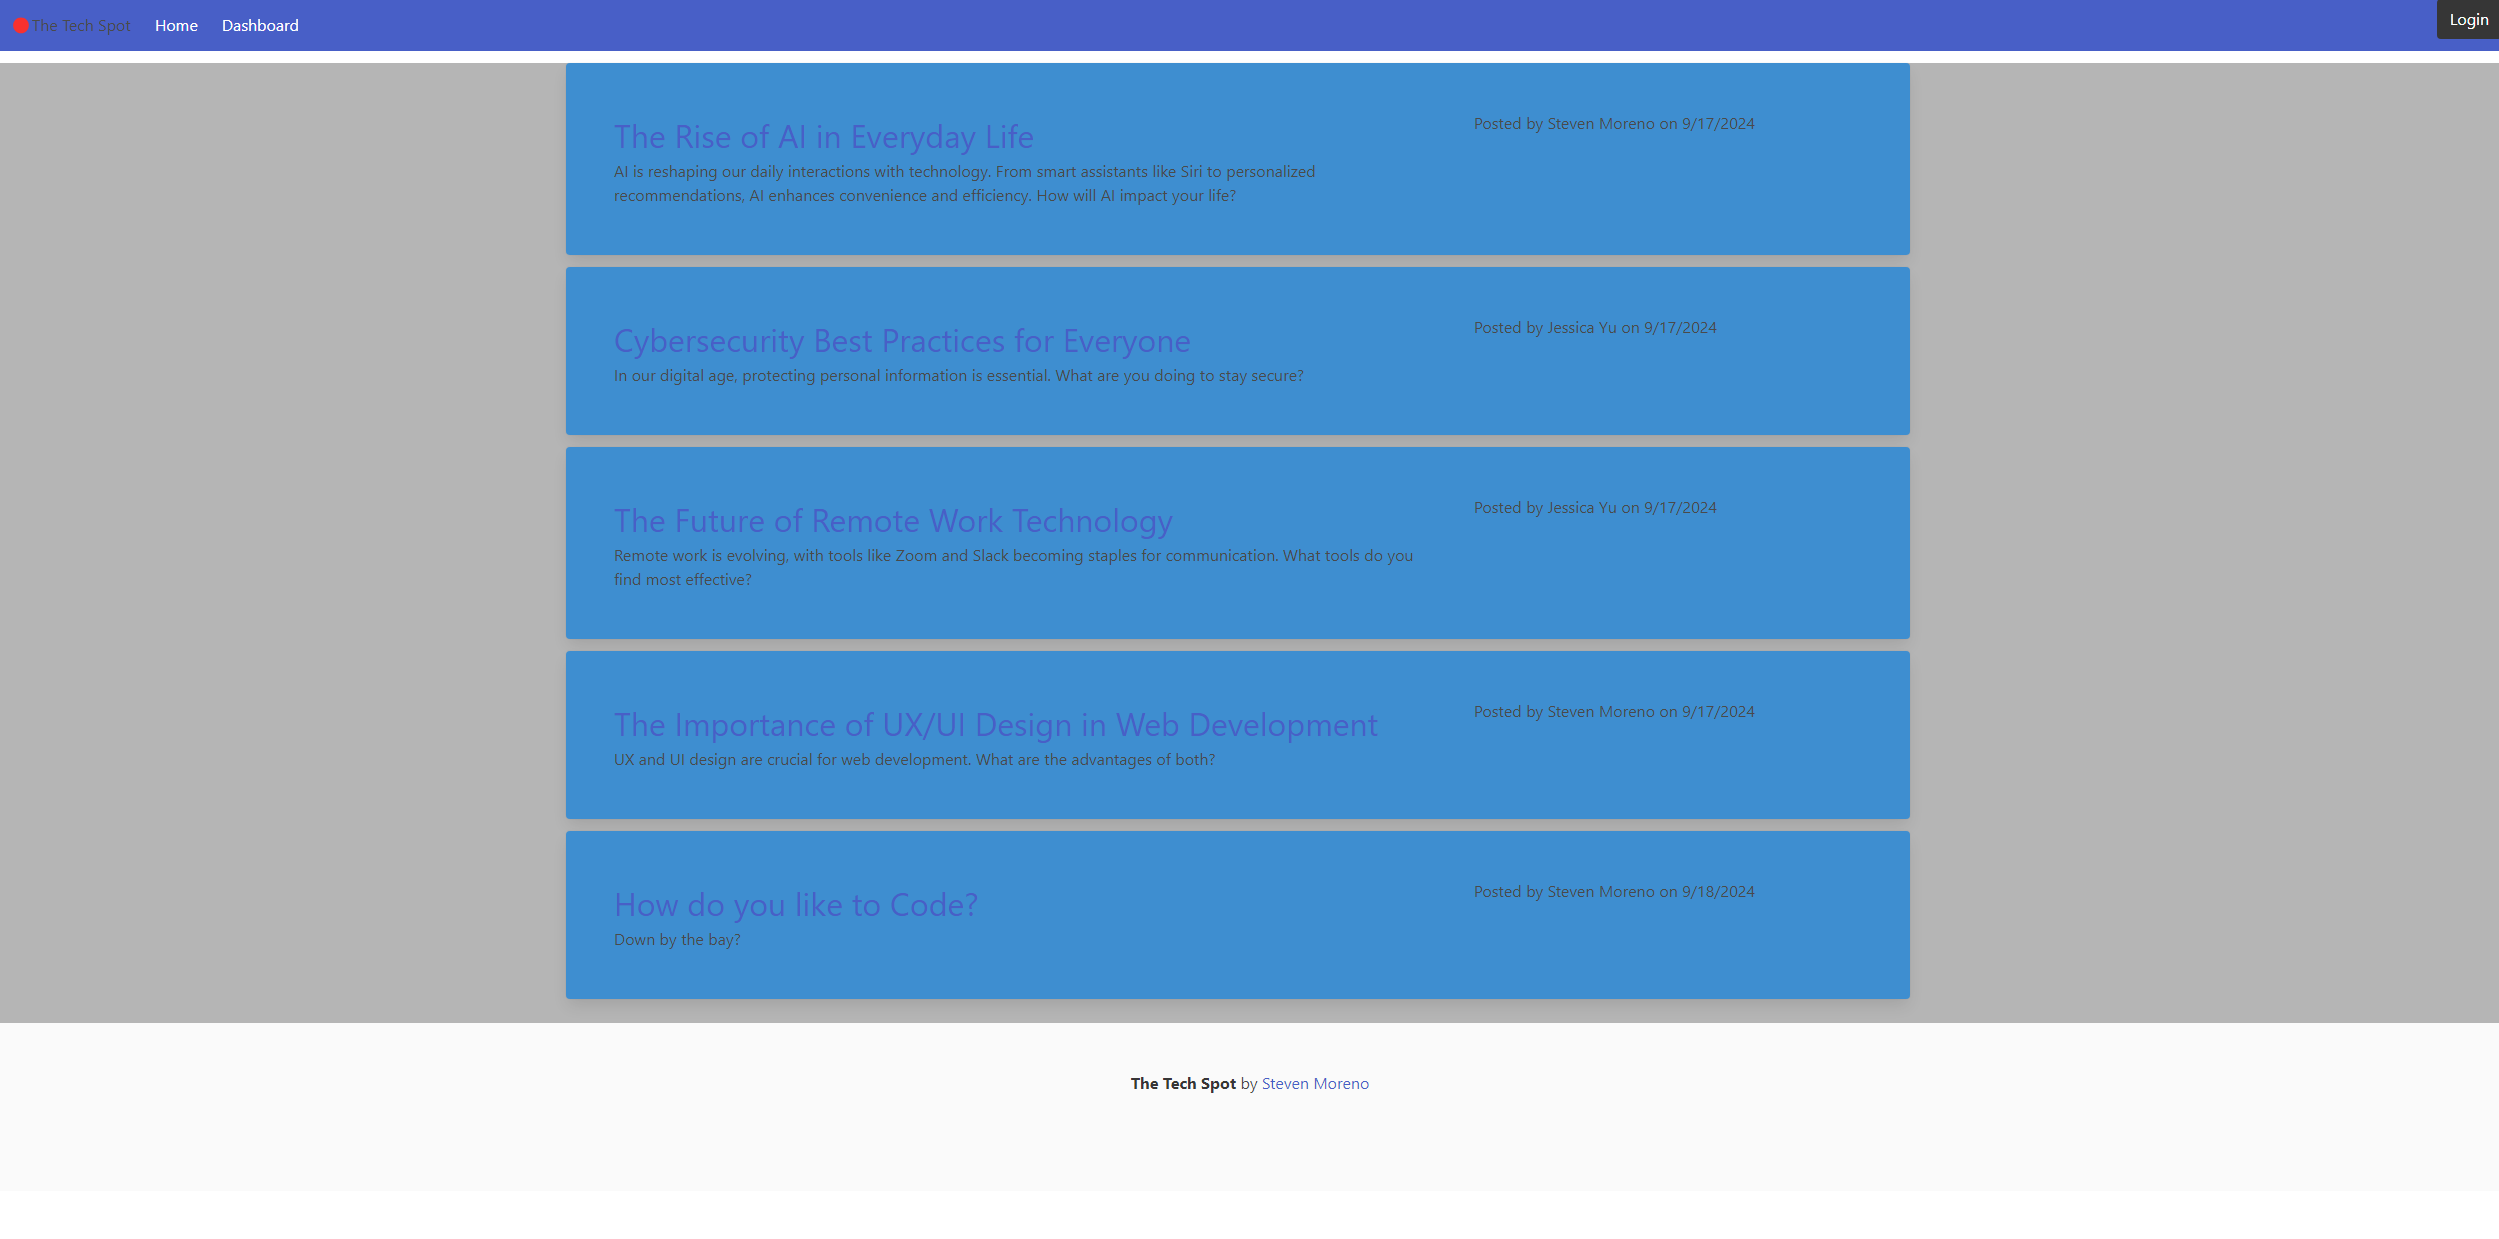 The Tech Spot Home Dashboard Login
The Rise of AI in Everyday Life
AI is reshaping our daily interactions with technology. From smart assistants like Siri to personalized
recommendations, AI enhances convenience and efficiency. How will AI impact your life?
Posted by Steven Moreno on 9/17/2024
Cybersecurity Best Practices for Everyone
In our digital age, protecting personal information is essential. What are you doing to stay secure?
Posted by Jessica Yu on 9/17/2024
The Future of Remote Work Technology
Remote work is evolving, with tools like Zoom and Slack becoming staples for communication. What tools do you
find most effective?
Posted by Jessica Yu on 9/17/2024
The Importance of UX/UI Design in Web Development
UX and UI design are crucial for web development. What are the advantages of both?
Posted by Steven Moreno on 9/17/2024
How do you like to Code?
Down by the bay?
Posted by Steven Moreno on 9/18/2024
The Tech Spot by Steven Moreno